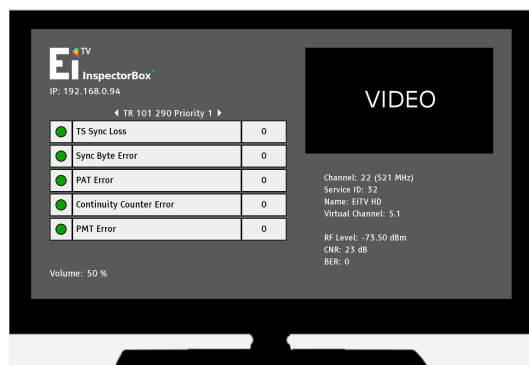 Ei TV
InspectorBox
IP: 192.168.0.94
TR 101 290 Priority 1
TS Sync Loss 0
Sync Byte Error 0
PAT Error 0
Continuity Counter Error 0
PMT Error 0
Volume: 50 %
VIDEO
Channel: 22 (521 MHz)
Service ID: 32
Name: EiTV HD
Virtual Channel: 5.1
RF Level: -73.50 dBm
CNR: 23 dB
BER: 0